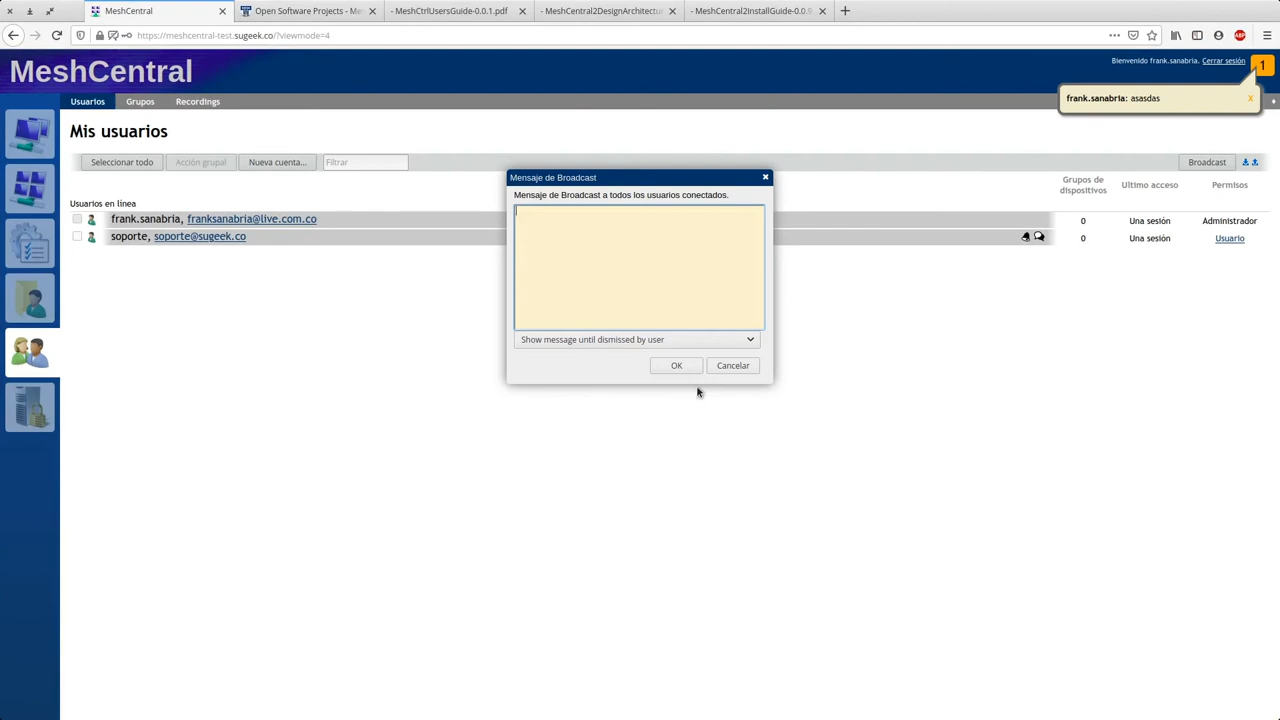 MeshCentral
Open Software Projects - Me
- MeshCtrlUsersGuide-0.0.1.pdf
- MeshCentral2DesignArchitectur
- MeshCentral2InstallGuide-0.0.9
https://meshcentral-test.sugeek.co/?viewmode=4
ABP
MeshCentral
Bienvenido frank.sanabria. Cerrar sesión
1
frank.sanabria: asasdas X
Usuarios Grupos Recordings
Mis usuarios
Seleccionar todo Acción grupal Nueva cuenta... Filtrar Broadcast
Grupos de dispositivos Ultimo acceso Permisos
Usuarios en linea
frank.sanabria, franksanabria@live.com.co 0 Una sesión Administrador
soporte, soporte@sugeek.co 0 Una sesión Usuario
Mensaje de Broadcast
Mensaje de Broadcast a todos los usuarios conectados.
Show message until dismissed by user
OK Cancelar